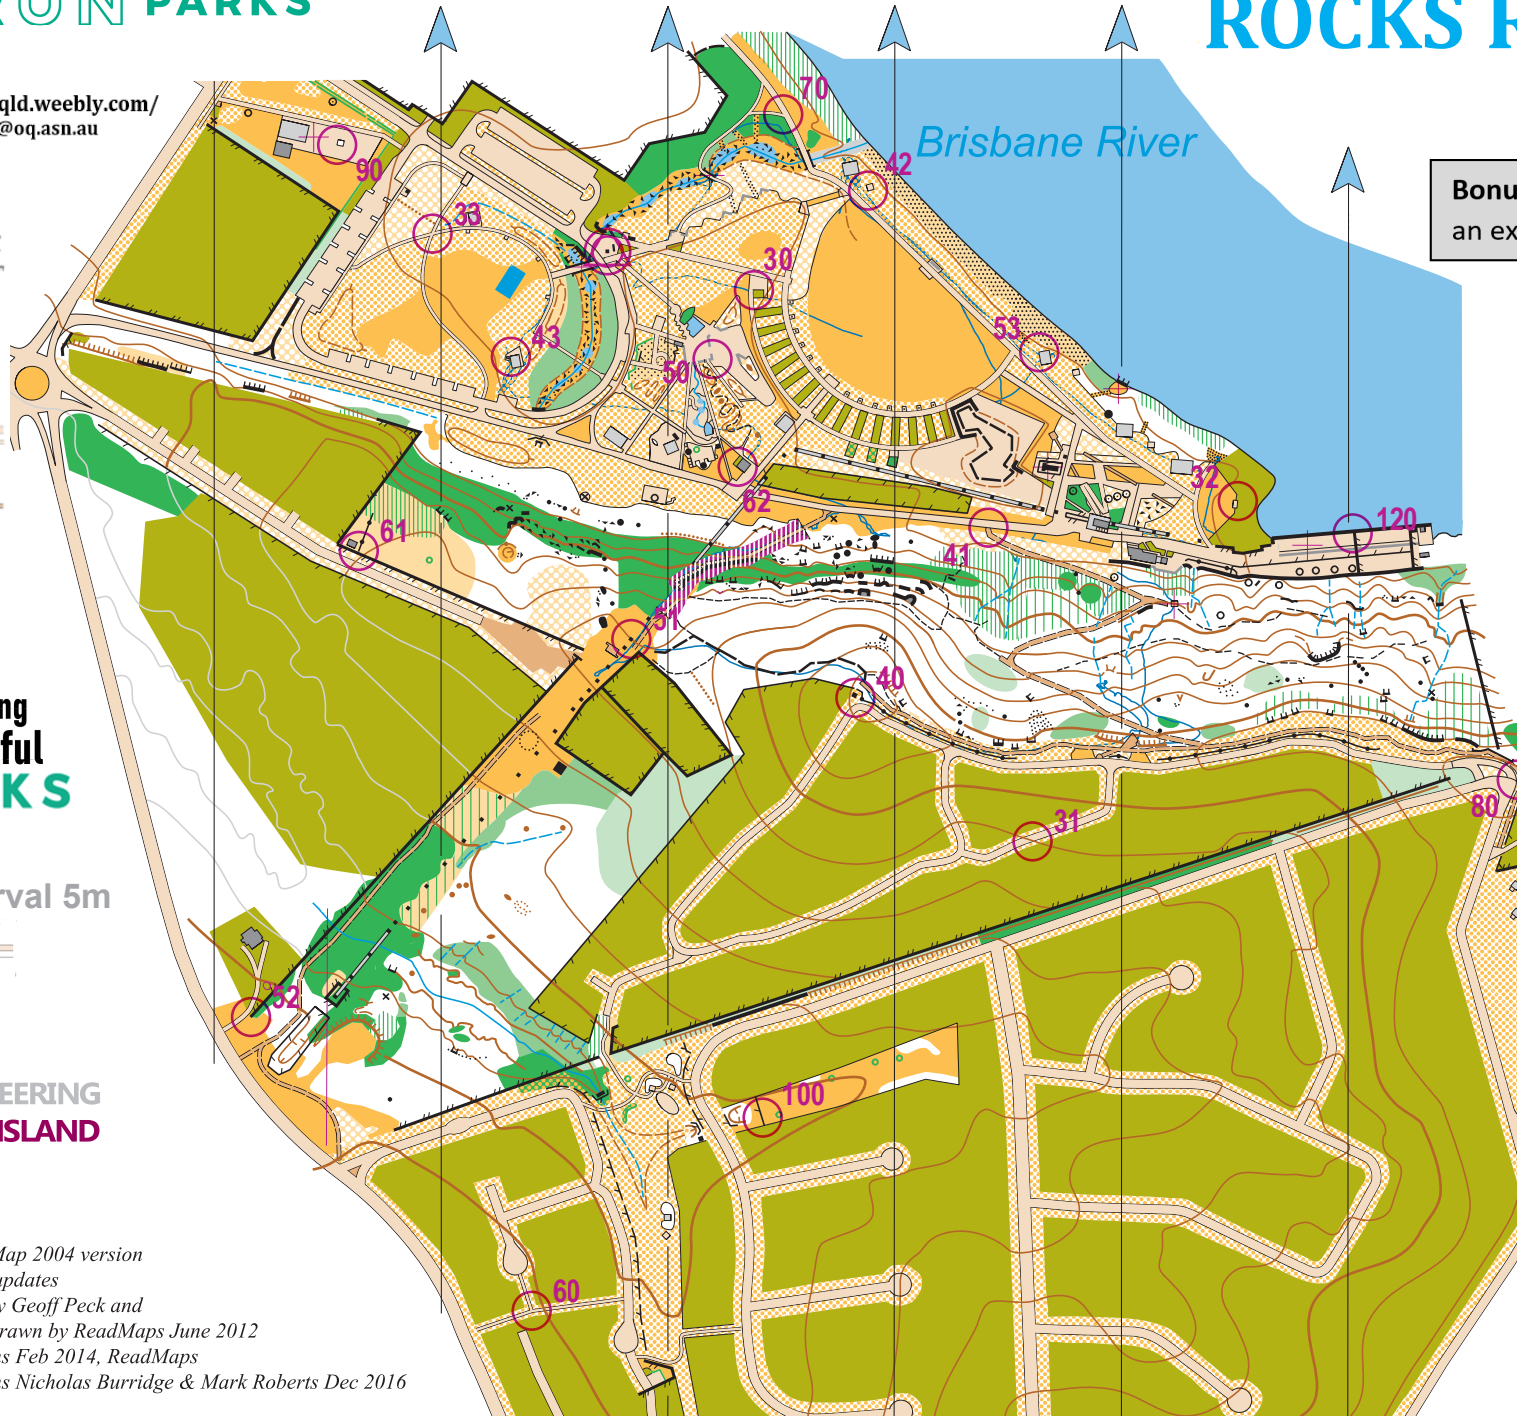 PARKS
ROCKS
qld.weebly.com/
@oq.asn.au
Brisbane River
Bonu
an ex
70
42
90
33
30
53
43
50
32
62
120
61
41
51
40
80
31
52
100
60
ng
ful
KS
rval 5m
EERING
ISLAND
Map 2004 version
updates
y Geoff Peck and
rawn by ReadMaps June 2012
ns Feb 2014, ReadMaps
ns Nicholas Burridge & Mark Roberts Dec 2016